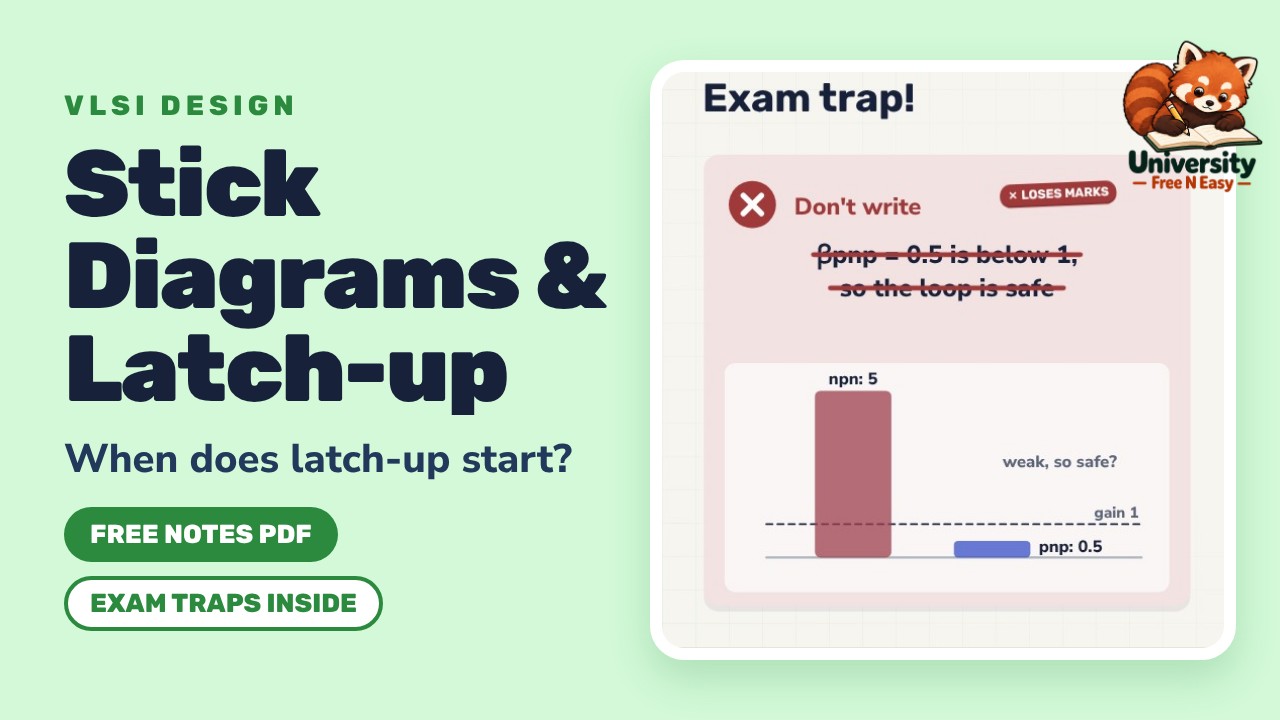 VLSI DESIGN
Stick
Diagrams &
Latch-up
When does latch-up start?
FREE NOTES PDF
EXAM TRAPS INSIDE
Exam trap!
Don't write
× LOSES MARKS
βpnp = 0.5 is below 1,
so the loop is safe
npn: 5
weak, so safe?
gain 1
pnp: 0.5
University
Free N Easy